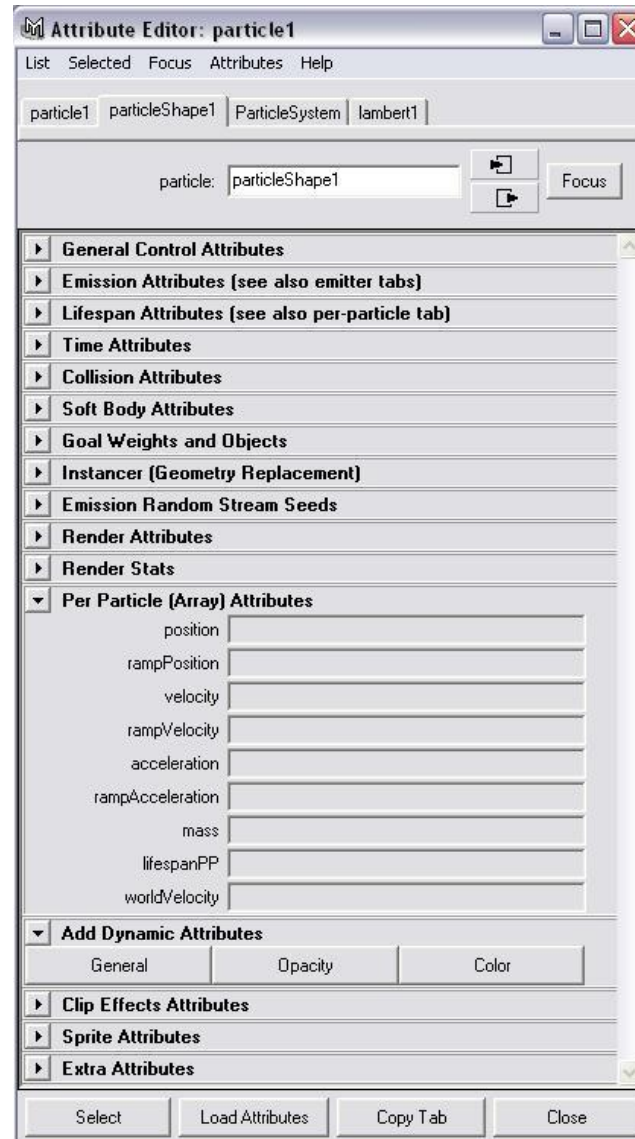 Attribute Editor: particle1
List Selected Focus Attributes Help
particle1 particleShape1 ParticleSystem lambert1
particle: particleShape1 Focus
General Control Attributes
Emission Attributes (see also emitter tabs)
Lifespan Attributes (see also per-particle tab)
Time Attributes
Collision Attributes
Soft Body Attributes
Goal Weights and Objects
Instancer (Geometry Replacement)
Emission Random Stream Seeds
Render Attributes
Render Stats
Per Particle (Array) Attributes
position
rampPosition
velocity
rampVelocity
acceleration
rampAcceleration
mass
lifespanPP
worldVelocity
Add Dynamic Attributes
General Opacity Color
Clip Effects Attributes
Sprite Attributes
Extra Attributes
Select Load Attributes Copy Tab Close